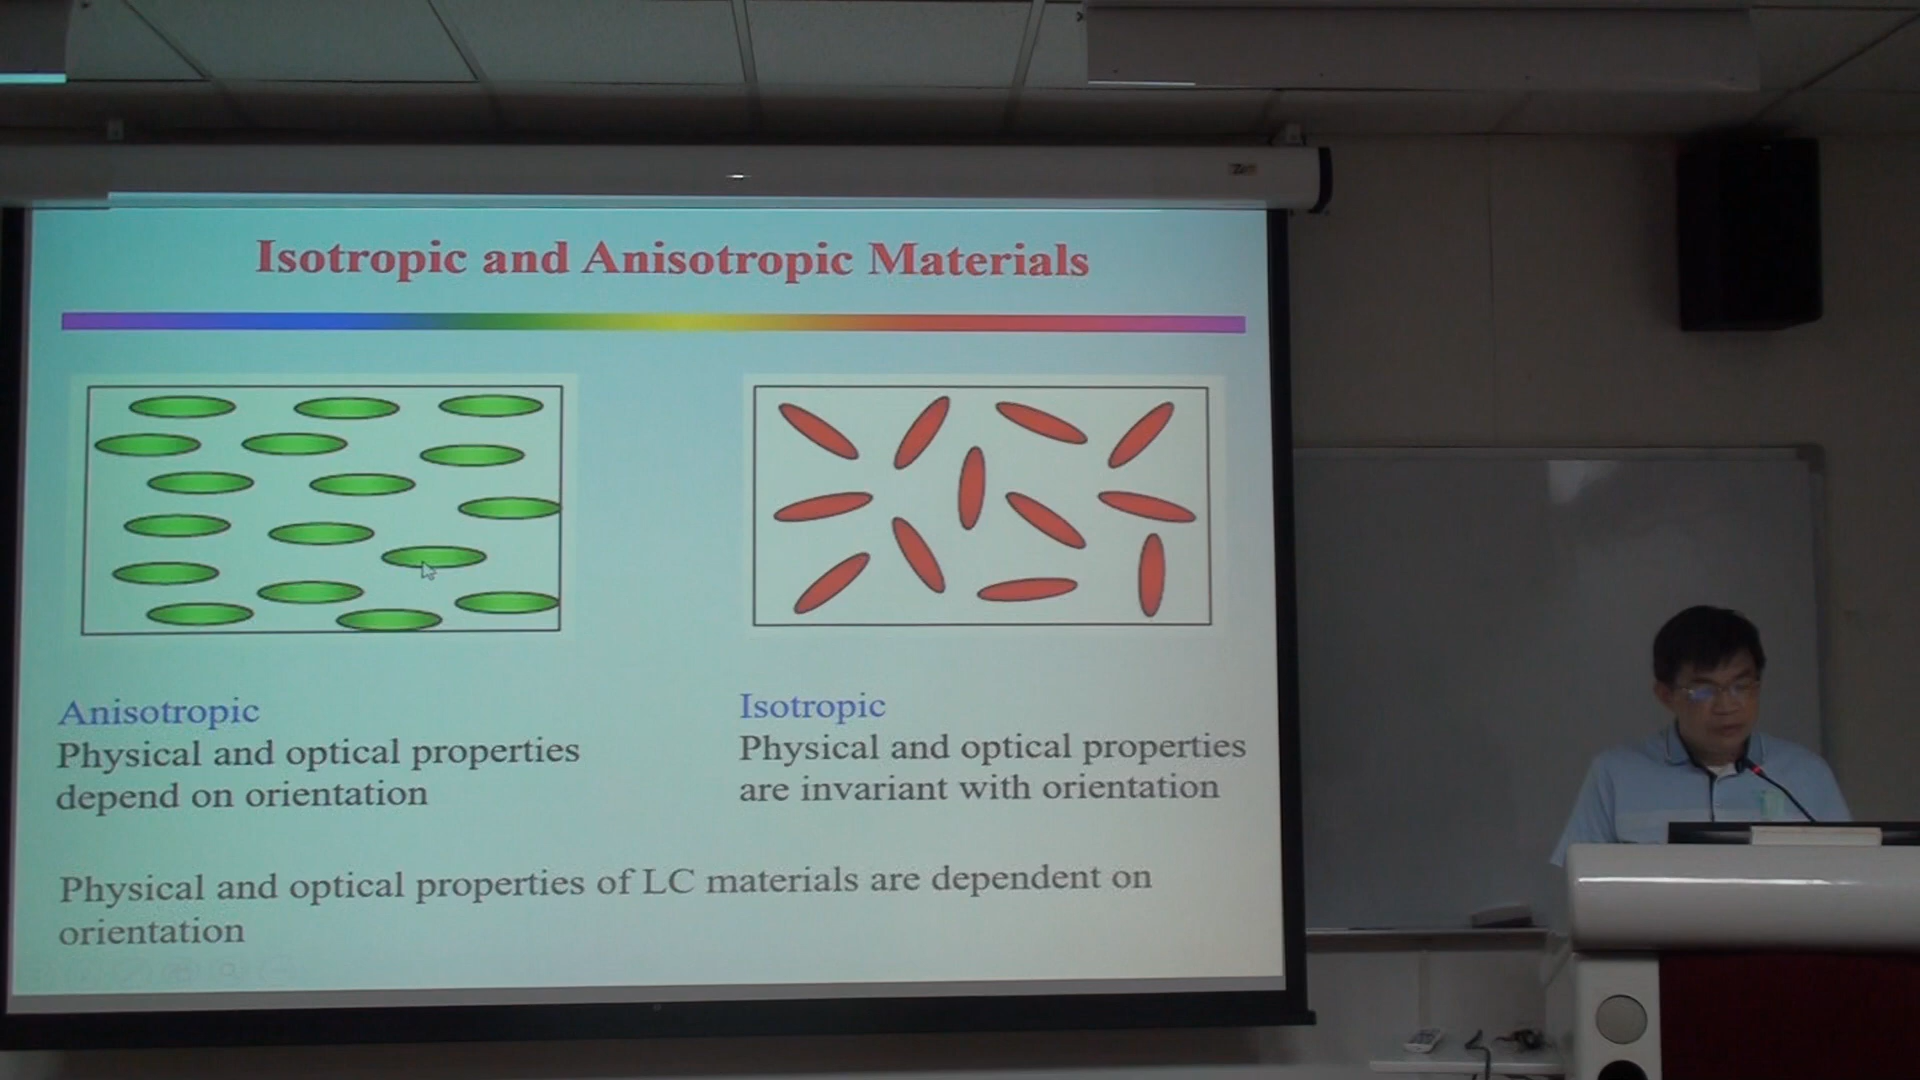 Isotropic and Anisotropic Materials
Anisotropic
Physical and optical properties
depend on orientation
Isotropic
Physical and optical properties
are invariant with orientation
Physical and optical properties of LC materials are dependent on
orientation